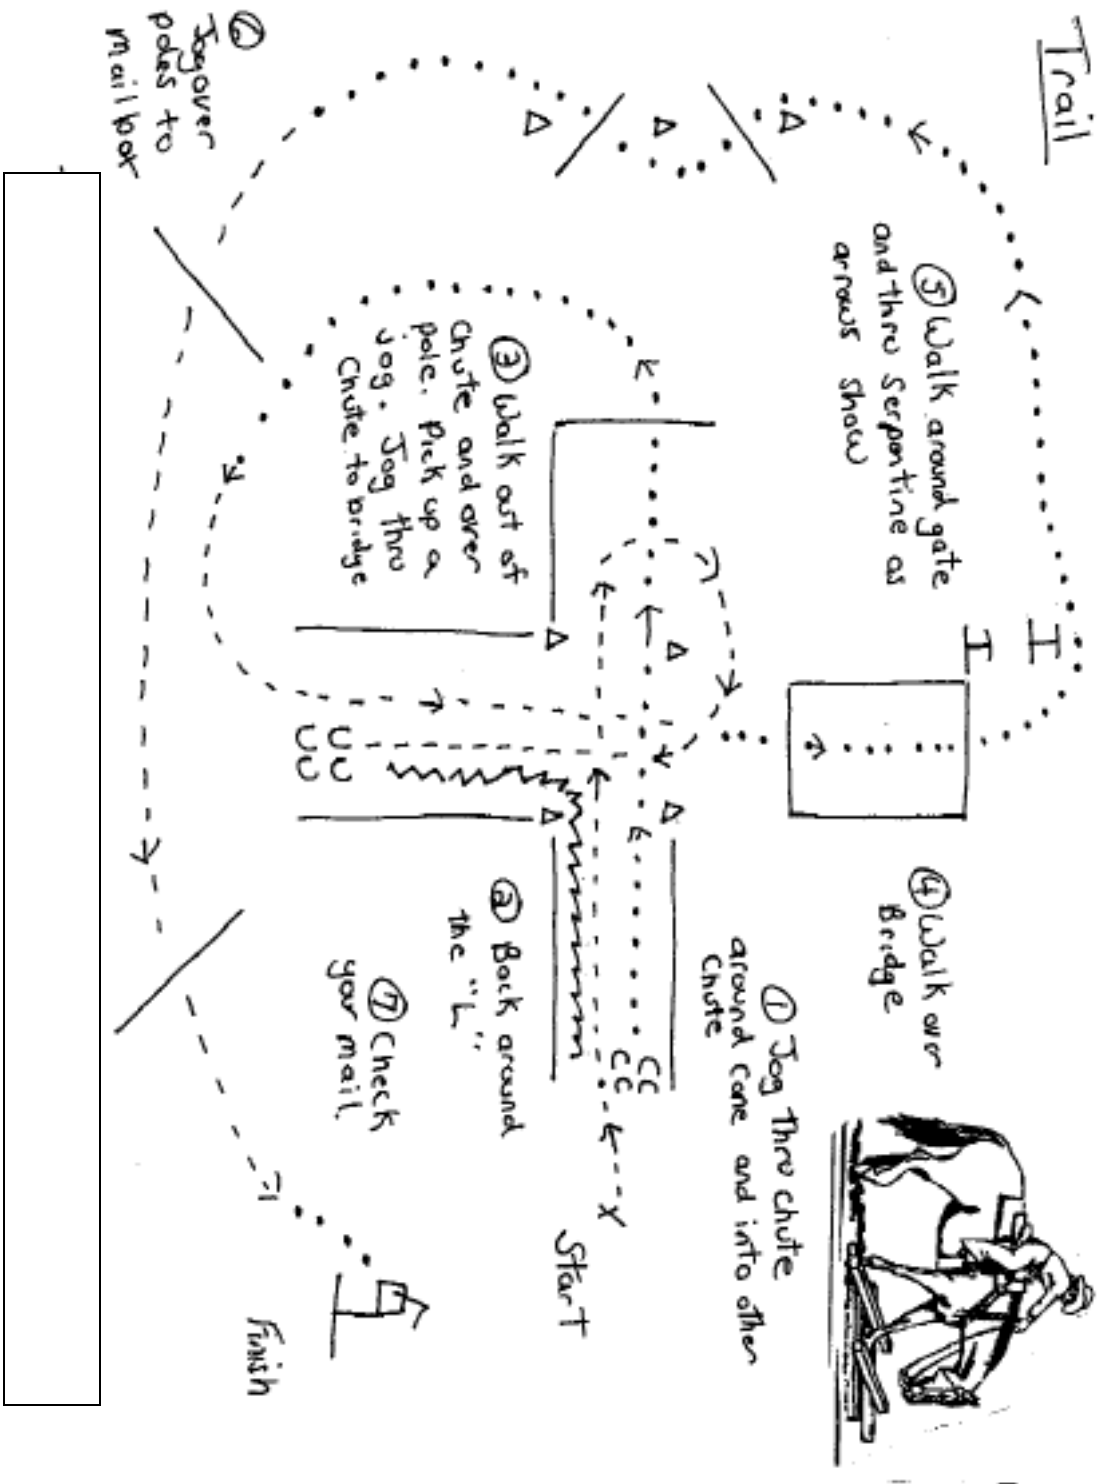 Trail
① Jog Thru chute
around cone and into other
Chute
② Back around
the "L".
③ Walk out of
Chute and over
pole. Pick up a
Jog. Jog thru
Chute to bridge
④ Walk over
Bridge
⑤ Walk around gate
and thru Serpentine as
arrows show
⑥
Jog over
poles to
mailbox
⑦ Check
your mail.
Start
Finish